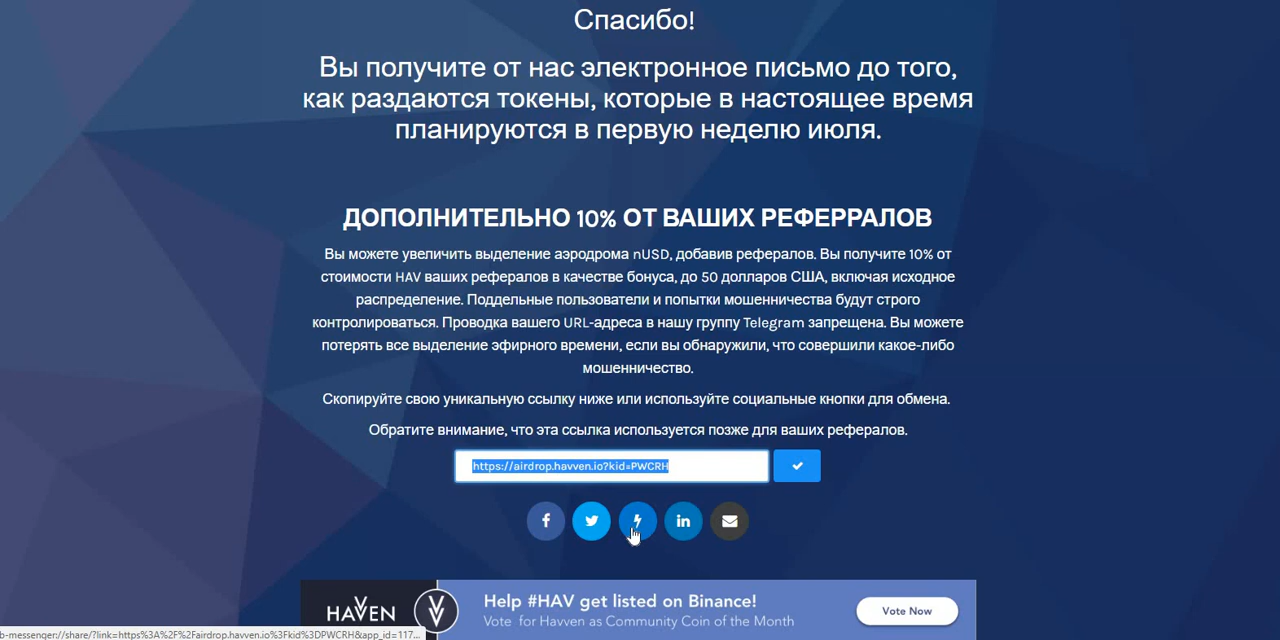 Спасибо!
Вы получите от нас электронное письмо до того,
как раздаются токены, которые в настоящее время
планируются в первую неделю июля.
ДОПОЛНИТЕЛЬНО 10% ОТ ВАШИХ РЕФЕРРАЛОВ
Вы можете увеличить выделение аэродрома nUSD, добавив рефералов. Вы получите 10% от
стоимости HAV ваших рефералов в качестве бонуса, до 50 долларов США, включая исходное
распределение. Поддельные пользователи и попытки мошенничества будут строго
контролироваться. Проводка вашего URL-адреса в нашу группу Telegram запрещена. Вы можете
потерять все выделение эфирного времени, если вы обнаружили, что совершили какое-либо
мошенничество.
Скопируйте свою уникальную ссылку ниже или используйте социальные кнопки для обмена.
Обратите внимание, что эта ссылка используется позже для ваших рефералов.
https://airdrop.havven.io?kid=PWCRH
HAVVEN
Help #HAV get listed on Binance!
Vote for Havven as Community Coin of the Month
Vote Now
b-messenger://share/?link=https%3A%2F%2Fairdrop.havven.io%3Fkid%3DPWCRH&app_id=117...